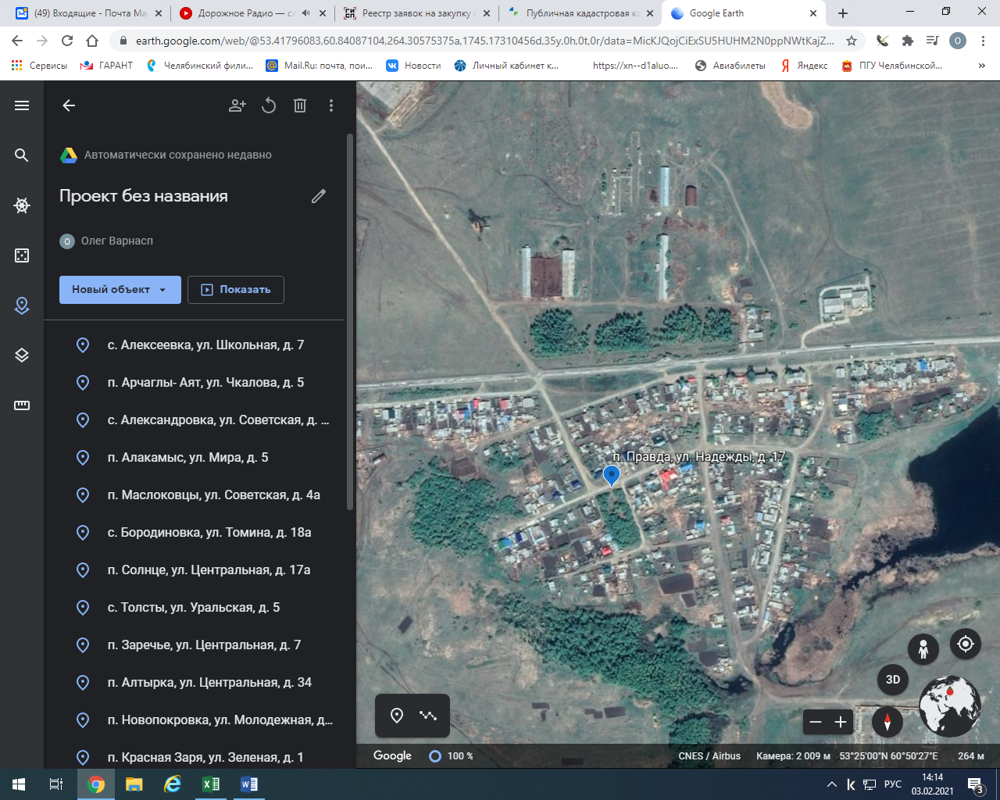 (49) Входящие - Почта Ма
Дорожное Радио — сл
Реестр заявок на закупку
Публичная кадастровая ка
Google Earth
earth.google.com/web/@53.41796083,60.84087104,264.30575375a,1745.17310456d,35y,0h,0t,0r/data=MicKJQojCiExSU5HUHM2N0ppNWtKajZ...
О
Сервисы
ГАРАНТ
Челябинский фили...
Mail.Ru: почта, пои...
Новости
Личный кабинет к...
https://xn--d1aluo....
Авиабилеты
Яндекс
ПГУ Челябинской...
»
Автоматически сохранено недавно
Проект без названия
О Олег Варнасп
Новый объект
Показать
с. Алексеевка, ул. Школьная, д. 7
п. Арчаглы- Аят, ул. Чкалова, д. 5
с. Александровка, ул. Советская, д. ...
п. Алакамыс, ул. Мира, д. 5
п. Маслоковцы, ул. Советская, д. 4а
с. Бородиновка, ул. Томина, д. 18а
п. Солнце, ул. Центральная, д. 17а
с. Толсты, ул. Уральская, д. 5
п. Заречье, ул. Центральная, д. 7
п. Алтырка, ул. Центральная, д. 34
п. Новопокровка, ул. Молодежная, д...
п. Красная Заря, ул. Зеленая, д. 1
п. Правда, ул. Надежды, д. 17
3D
Google
100 %
CNES / Airbus
Камера: 2 009 м
53°25'00"N 60°50'27"E
264 м
РУС
14:14
03.02.2021
3